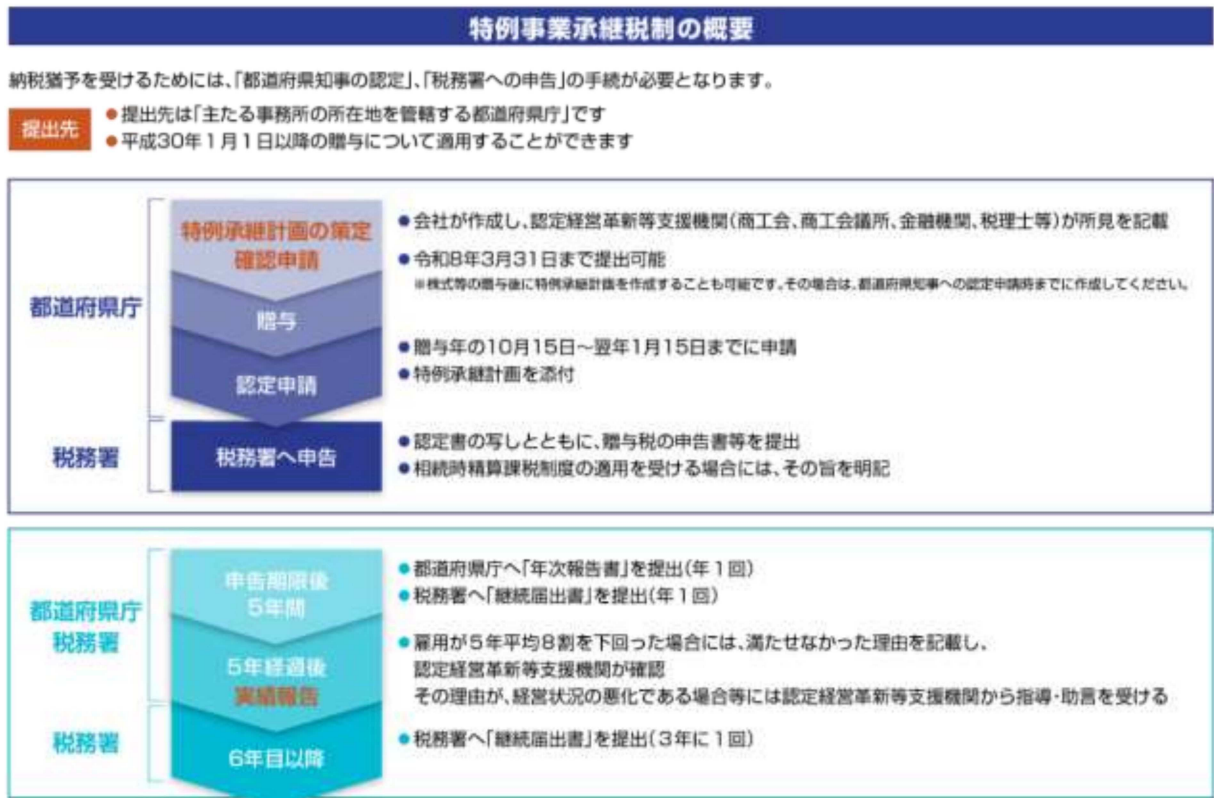 特例事業承継税制の概要
納税猶予を受けるためには、「都道府県知事の認定」、「税務署への申告」の手続が必要となります。
提出先
●提出先は「主たる事務所の所在地を管轄する都道府県庁」です
●平成30年1月1日以降の贈与について適用することができます
都道府県庁
特例承継計画の策定
確認申請
●会社が作成し、認定経営革新等支援機関(商工会、商工会議所、金融機関、税理士等)が所見を記載
●令和8年3月31日まで提出可能
※株式等の贈与後に特例承継計画を作成することも可能です。その場合は、都道府県知事への認定申請時までに作成してください。
贈与
認定申請
●贈与年の10月15日~翌年1月15日までに申請
●特例承継計画を添付
税務署
税務署へ申告
●認定書の写しとともに、贈与税の申告書等を提出
●相続時精算課税制度の適用を受ける場合には、その旨を明記
都道府県庁
税務署
申告期限後
5年間
●都道府県庁へ「年次報告書」を提出(年1回)
●税務署へ「継続届出書」を提出(年1回)
5年経過後
実績報告
●雇用が5年平均8割を下回った場合には、満たせなかった理由を記載し、
認定経営革新等支援機関が確認
その理由が、経営状況の悪化である場合等には認定経営革新等支援機関から指導・助言を受ける
税務署
6年目以降
●税務署へ「継続届出書」を提出(3年に1回)